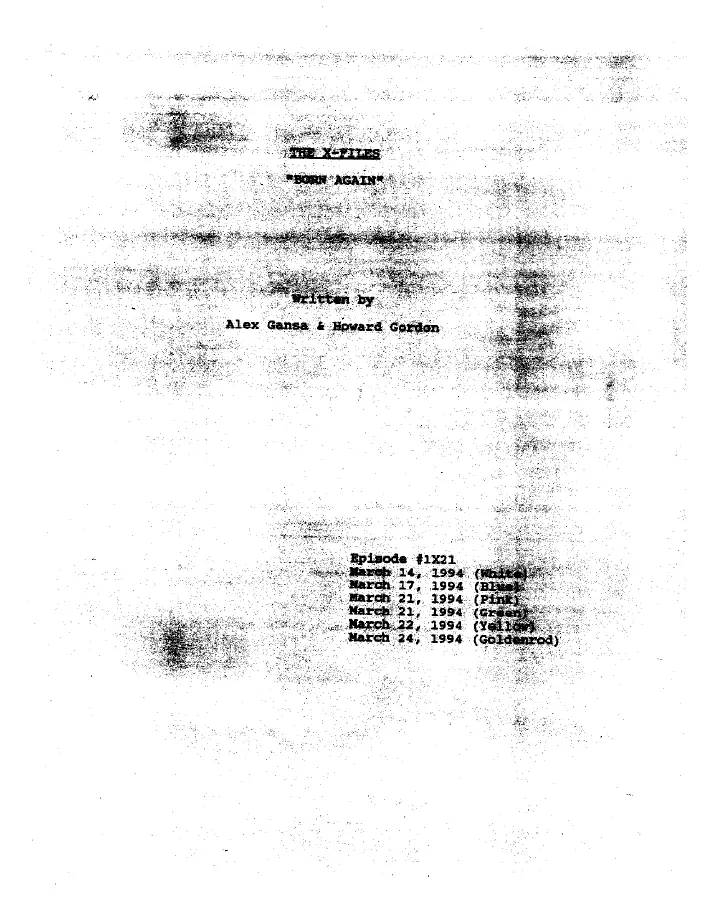 THE X-FILES
"BORN AGAIN"
Written by
Alex Gansa & Howard Gordon
Episode #1X21
March 14, 1994 (White)
March 17, 1994 (Blue)
March 21, 1994 (Pink)
March 21, 1994 (Green)
March 22, 1994 (Yellow)
March 24, 1994 (Goldenrod)